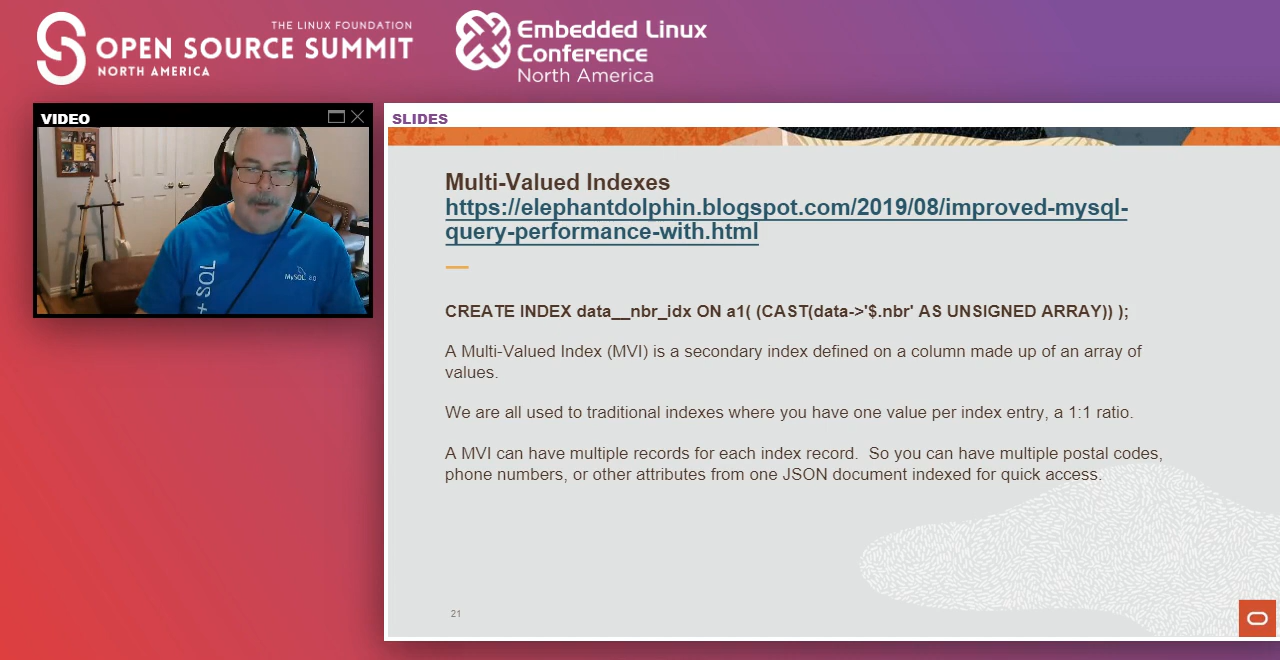 THE LINUX FOUNDATION
OPEN SOURCE SUMMIT
NORTH AMERICA
Embedded Linux
Conference
North America
VIDEO
+ SQL
MySQL 8.0
SLIDES
Multi-Valued Indexes
https://elephantdolphin.blogspot.com/2019/08/improved-mysql-
query-performance-with.html
CREATE INDEX data__nbr_idx ON a1( (CAST(data->'$.nbr' AS UNSIGNED ARRAY)) );
A Multi-Valued Index (MVI) is a secondary index defined on a column made up of an array of
values.
We are all used to traditional indexes where you have one value per index entry, a 1:1 ratio.
A MVI can have multiple records for each index record.  So you can have multiple postal codes,
phone numbers, or other attributes from one JSON document indexed for quick access.
21